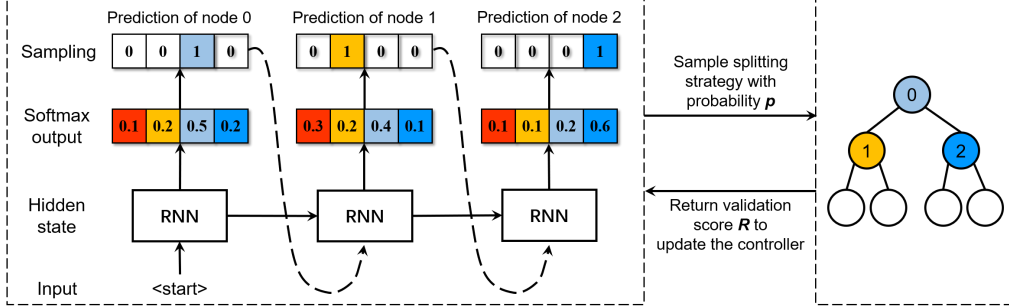 Prediction of node 0
Prediction of node 1
Prediction of node 2
Sampling
0 0 1 0
0 1 0 0
0 0 0 1
Softmax
output
0.1 0.2 0.5 0.2
0.3 0.2 0.4 0.1
0.1 0.1 0.2 0.6
Hidden
state
RNN
RNN
RNN
Input
<start>
Sample splitting
strategy with
probability p
Return validation
score R to
update the controller
0
1
2